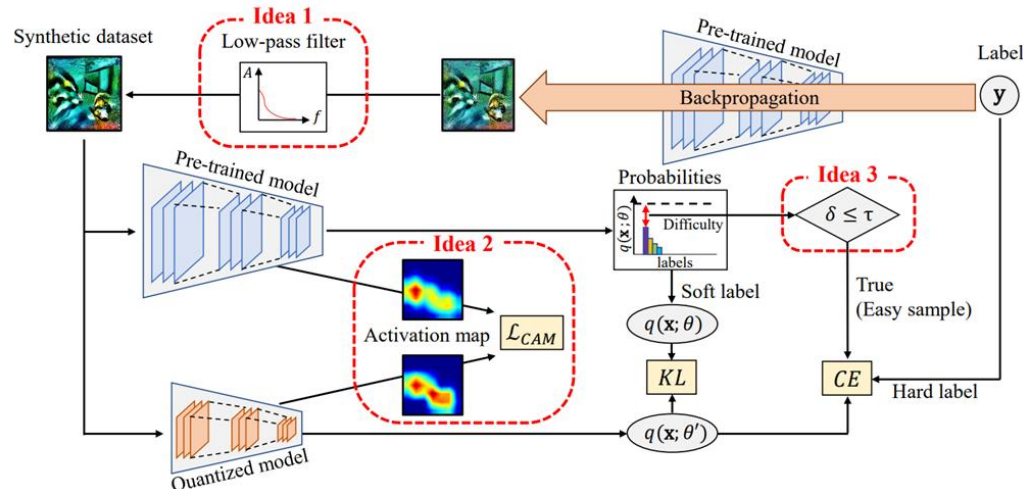 Idea 1
Synthetic dataset
Low-pass filter
A
f
Pre-trained model
Backpropagation
Label
y
Pre-trained model
Probabilities
q(x; θ)
Difficulty
labels
Idea 3
δ ≤ τ
Idea 2
Activation map
ℒ_CAM
Soft label
True
(Easy sample)
q(x; θ)
KL
CE
Hard label
q(x; θ′)
Quantized model